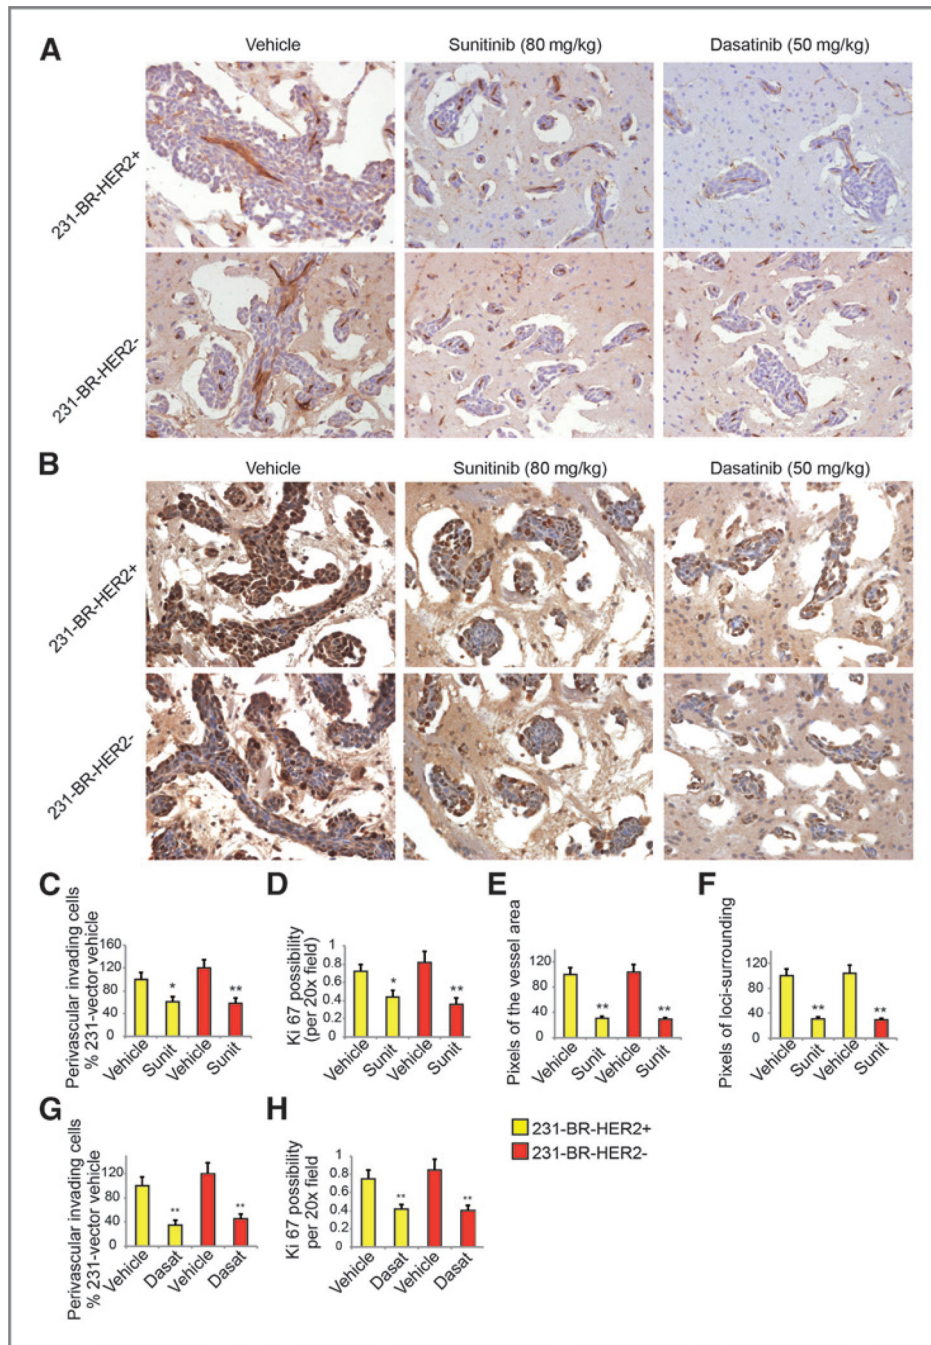 A
Vehicle
Sunitinib (80 mg/kg)
Dasatinib (50 mg/kg)
231-BR-HER2+
231-BR-HER2-
B
Vehicle
Sunitinib (80 mg/kg)
Dasatinib (50 mg/kg)
231-BR-HER2+
231-BR-HER2-
C
Perivascular invading cells
% 231-vector vehicle
160
120
80
40
0
*
**
Vehicle
Sunit
Vehicle
Sunit
D
Ki 67 possibility
(per 20x field)
1
0.8
0.6
0.4
0.2
0
*
**
Vehicle
Sunit
Vehicle
Sunit
E
Pixels of the vessel area
120
80
40
0
**
**
Vehicle
Sunit
Vehicle
Sunit
F
Pixels of loci-surrounding
120
80
40
0
**
**
Vehicle
Sunit
Vehicle
Sunit
G
Perivascular invading cells
% 231-vector vehicle
120
80
40
0
**
**
Vehicle
Dasat
Vehicle
Dasat
H
Ki 67 possibility
per 20x field
1
0.8
0.6
0.4
0.2
0
**
**
Vehicle
Dasat
Vehicle
Dasat
231-BR-HER2+
231-BR-HER2-